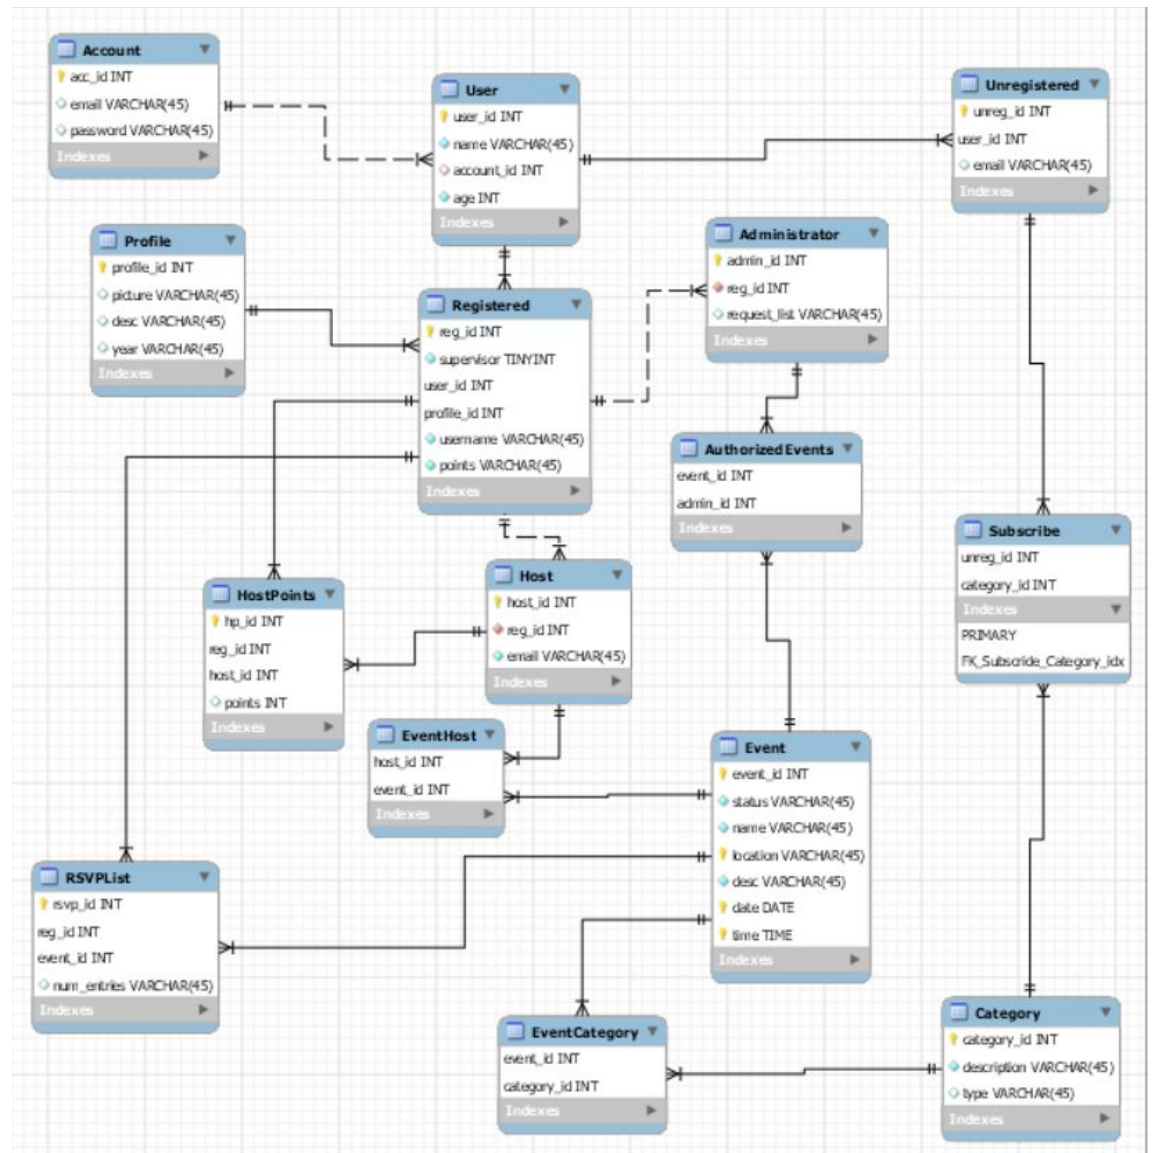 Account
acc_id INT
email VARCHAR(45)
password VARCHAR(45)
Indexes
User
user_id INT
name VARCHAR(45)
account_id INT
age INT
Indexes
Unregistered
unreg_id INT
user_id INT
email VARCHAR(45)
Indexes
Profile
profile_id INT
picture VARCHAR(45)
desc VARCHAR(45)
year VARCHAR(45)
Indexes
Registered
reg_id INT
supervisor TINYINT
user_id INT
profile_id INT
username VARCHAR(45)
points VARCHAR(45)
Indexes
Administrator
admin_id INT
reg_id INT
request_list VARCHAR(45)
Indexes
AuthorizedEvents
event_id INT
admin_id INT
Indexes
Subscribe
unreg_id INT
category_id INT
Indexes
PRIMARY
FK_Subscride_Category_idx
HostPoints
hp_id INT
reg_id INT
host_id INT
points INT
Indexes
Host
host_id INT
reg_id INT
email VARCHAR(45)
Indexes
EventHost
host_id INT
event_id INT
Indexes
Event
event_id INT
status VARCHAR(45)
name VARCHAR(45)
location VARCHAR(45)
desc VARCHAR(45)
date DATE
time TIME
Indexes
RSVPList
rsvp_id INT
reg_id INT
event_id INT
num_entries VARCHAR(45)
Indexes
EventCategory
event_id INT
category_id INT
Indexes
Category
category_id INT
description VARCHAR(45)
type VARCHAR(45)
Indexes